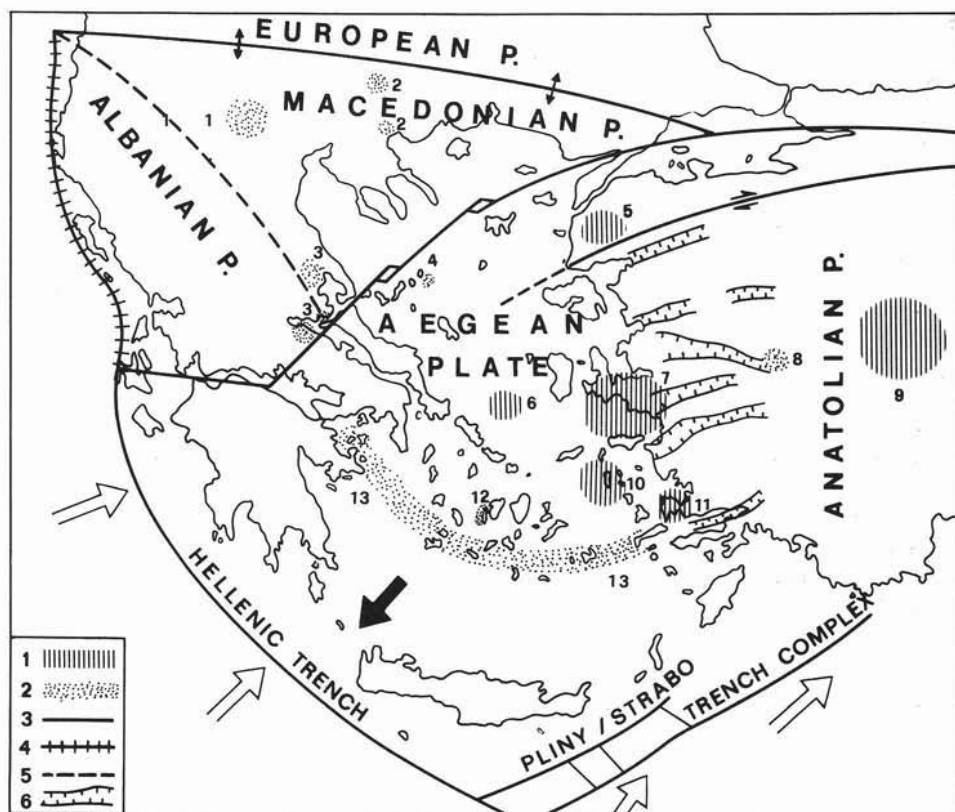 EUROPEAN P.
MACEDONIAN P.
ALBANIAN P.
1
1
2
2
3
3
4
5
AEGEAN
PLATE
ANATOLIAN P.
6
7
8
9
10
11
12
13
13
HELLENIC TRENCH
PLINY / STRABO
TRENCH COMPLEX
1
2
3
4
5
6